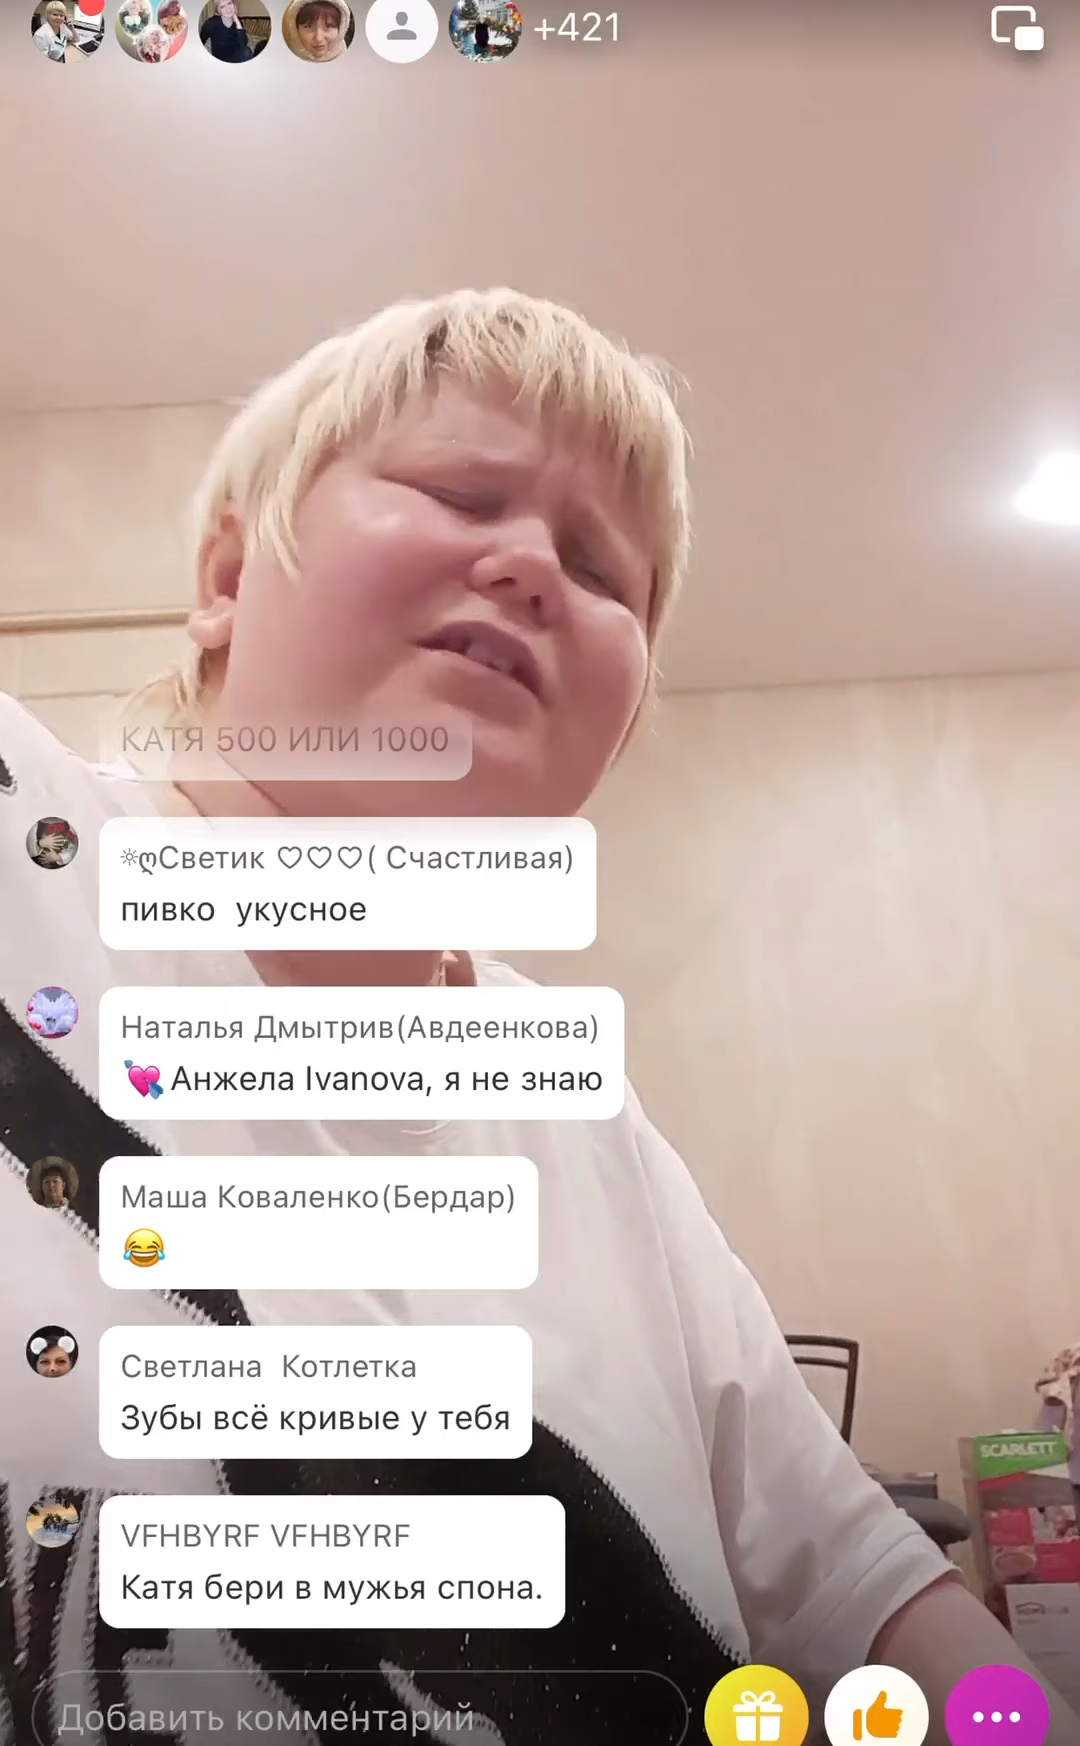 +421
КАТЯ 500 ИЛИ 1000
☼ღСветик ♡♡♡( Счастливая)
пивко укусное
Наталья Дмытрив(Авдеенкова)
💘Анжела Ivanova, я не знаю
Маша Коваленко(Бердар)
😂
Светлана Котлетка
Зубы всё кривые у тебя
VFHBYRF VFHBYRF
Катя бери в мужья спона.
SCARLETT
Добавить комментарий